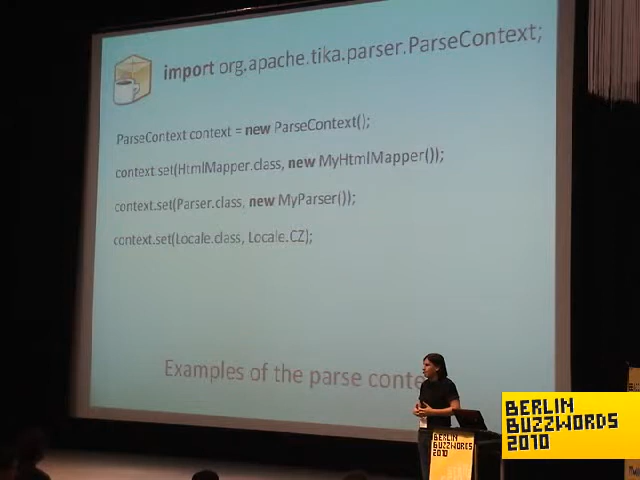 import org.apache.tika.parser.ParseContext;
ParseContext context = new ParseContext();
context.set(HtmlMapper.class, new MyHtmlMapper());
context.set(Parser.class, new MyParser());
context.set(Locale.class, Locale.CZ);
Examples of the parse conte
BERLIN
BUZZWORDS
2010
BERLIN
BUZZWORDS
2010